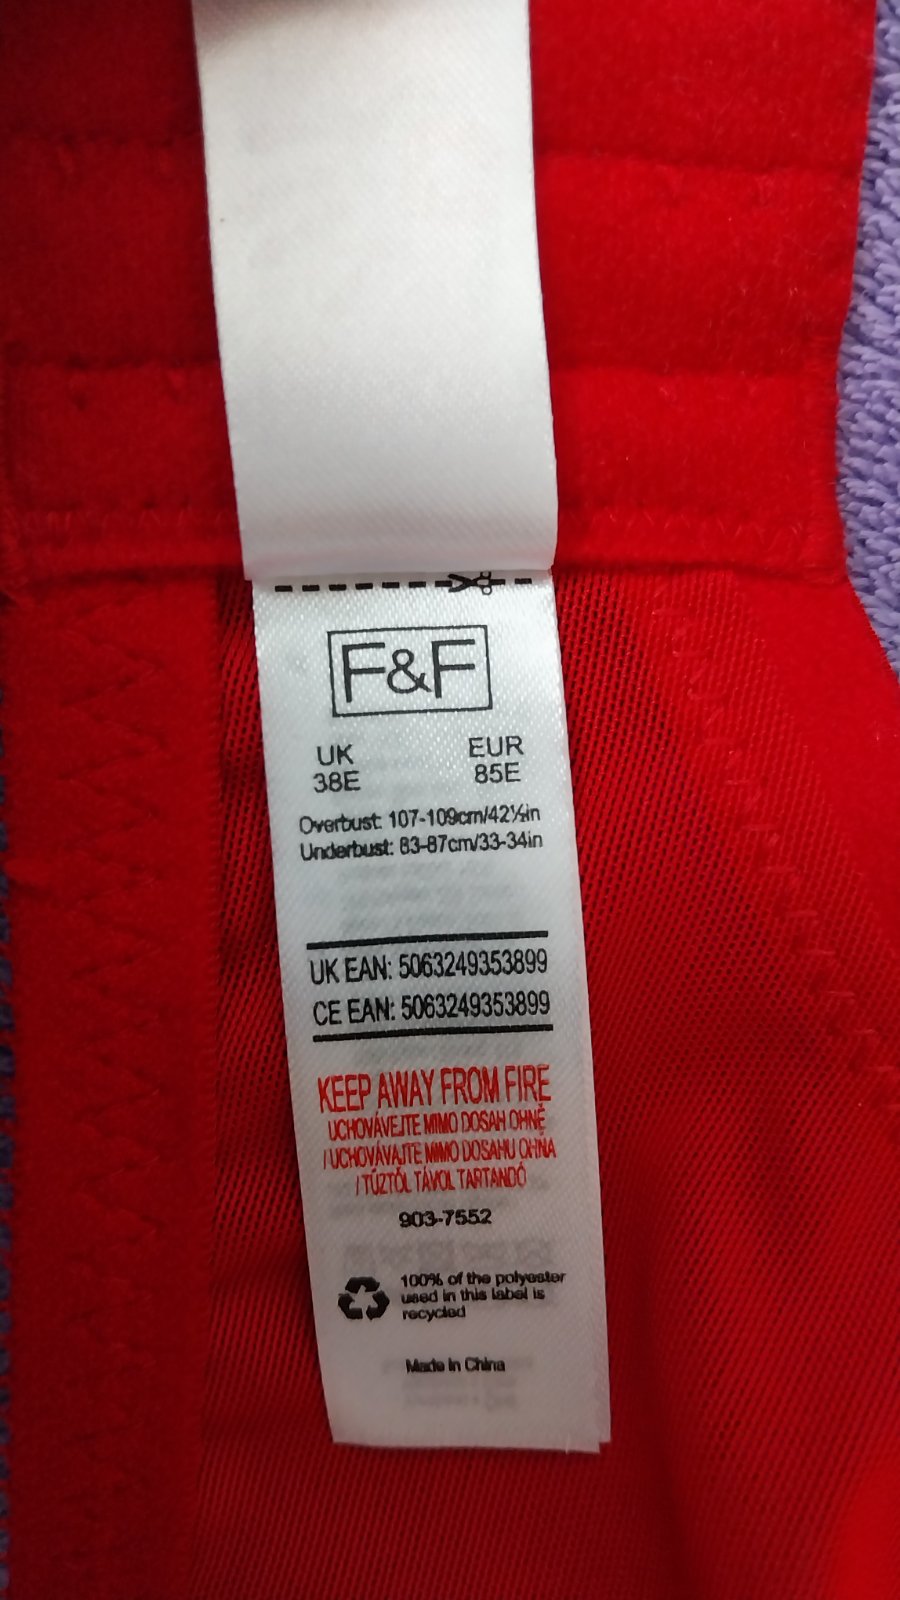 F&F
UK EUR
38E 85E
Overbust: 107-109cm/42½in
Underbust: 83-87cm/33-34in
UK EAN: 5063249353899
CE EAN: 5063249353899
KEEP AWAY FROM FIRE
UCHOVÁVEJTE MIMO DOSAH OHNĚ
/ UCHOVÁVAJTE MIMO DOSAHU OHŇA
/ TŰZTŐL TÁVOL TARTANDÓ
903-7552
100% of the polyester
used in this label is
recycled
Made in China